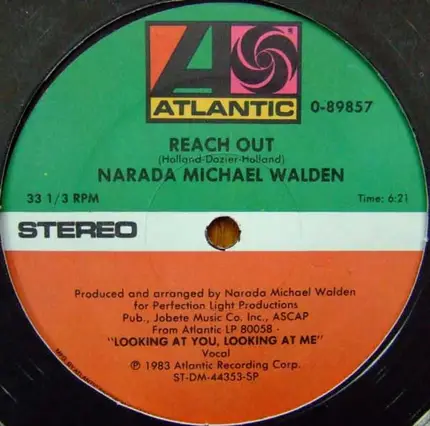 ATLANTIC
0-89857
REACH OUT
(Holland-Dozier-Holland)
NARADA MICHAEL WALDEN
33 1/3 RPM
Time: 6:21
STEREO
Produced and arranged by Narada Michael Walden
for Perfection Light Productions
Pub., Jobete Music Co. Inc., ASCAP
From Atlantic LP 80058 -
"LOOKING AT YOU, LOOKING AT ME"
Vocal
℗ 1983 Atlantic Recording Corp.
ST-DM-44353-SP